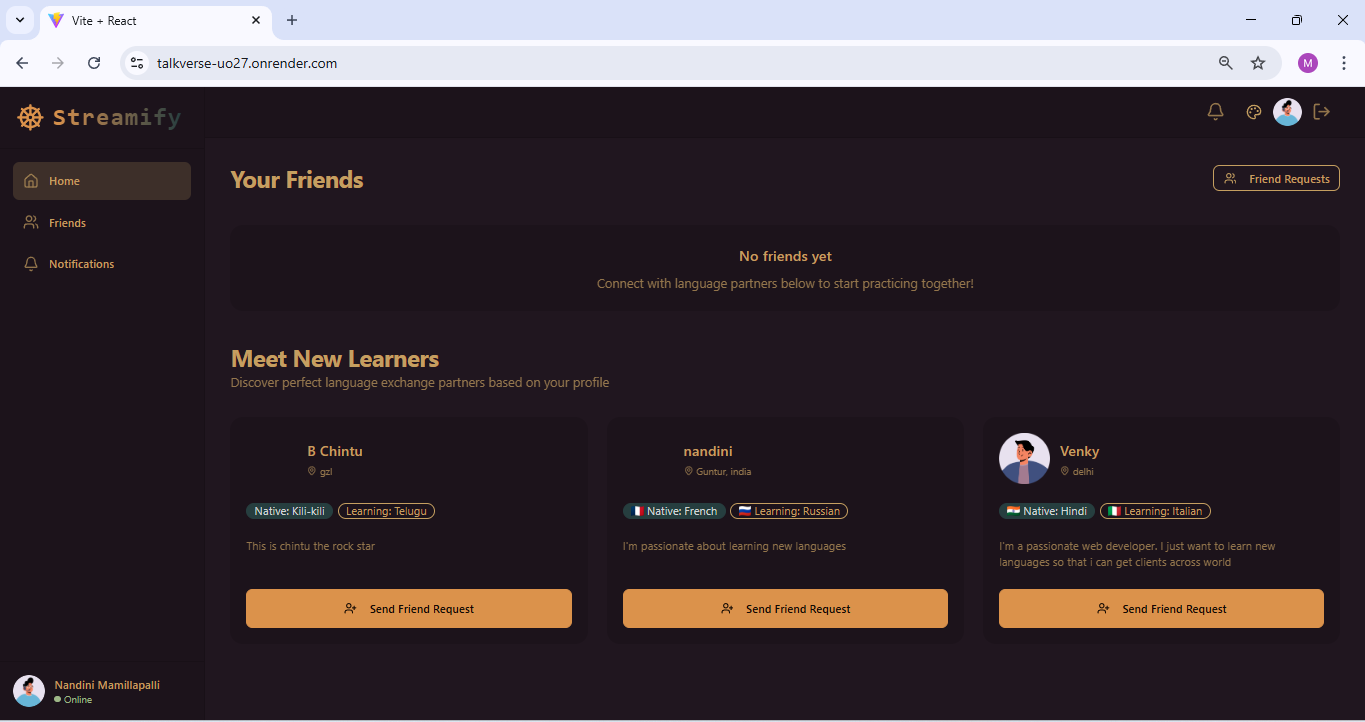 Vite + React
talkverse-uo27.onrender.com
M
Streamify
Home
Friends
Notifications
Your Friends
Friend Requests
No friends yet
Connect with language partners below to start practicing together!
Meet New Learners
Discover perfect language exchange partners based on your profile
B Chintu
gzl
Native: Kili-kili
Learning: Telugu
This is chintu the rock star
Send Friend Request
nandini
Guntur, india
Native: French
Learning: Russian
I'm passionate about learning new languages
Send Friend Request
Venky
delhi
Native: Hindi
Learning: Italian
I'm a passionate web developer. I just want to learn new
languages so that i can get clients across world
Send Friend Request
Nandini Mamillapalli
Online